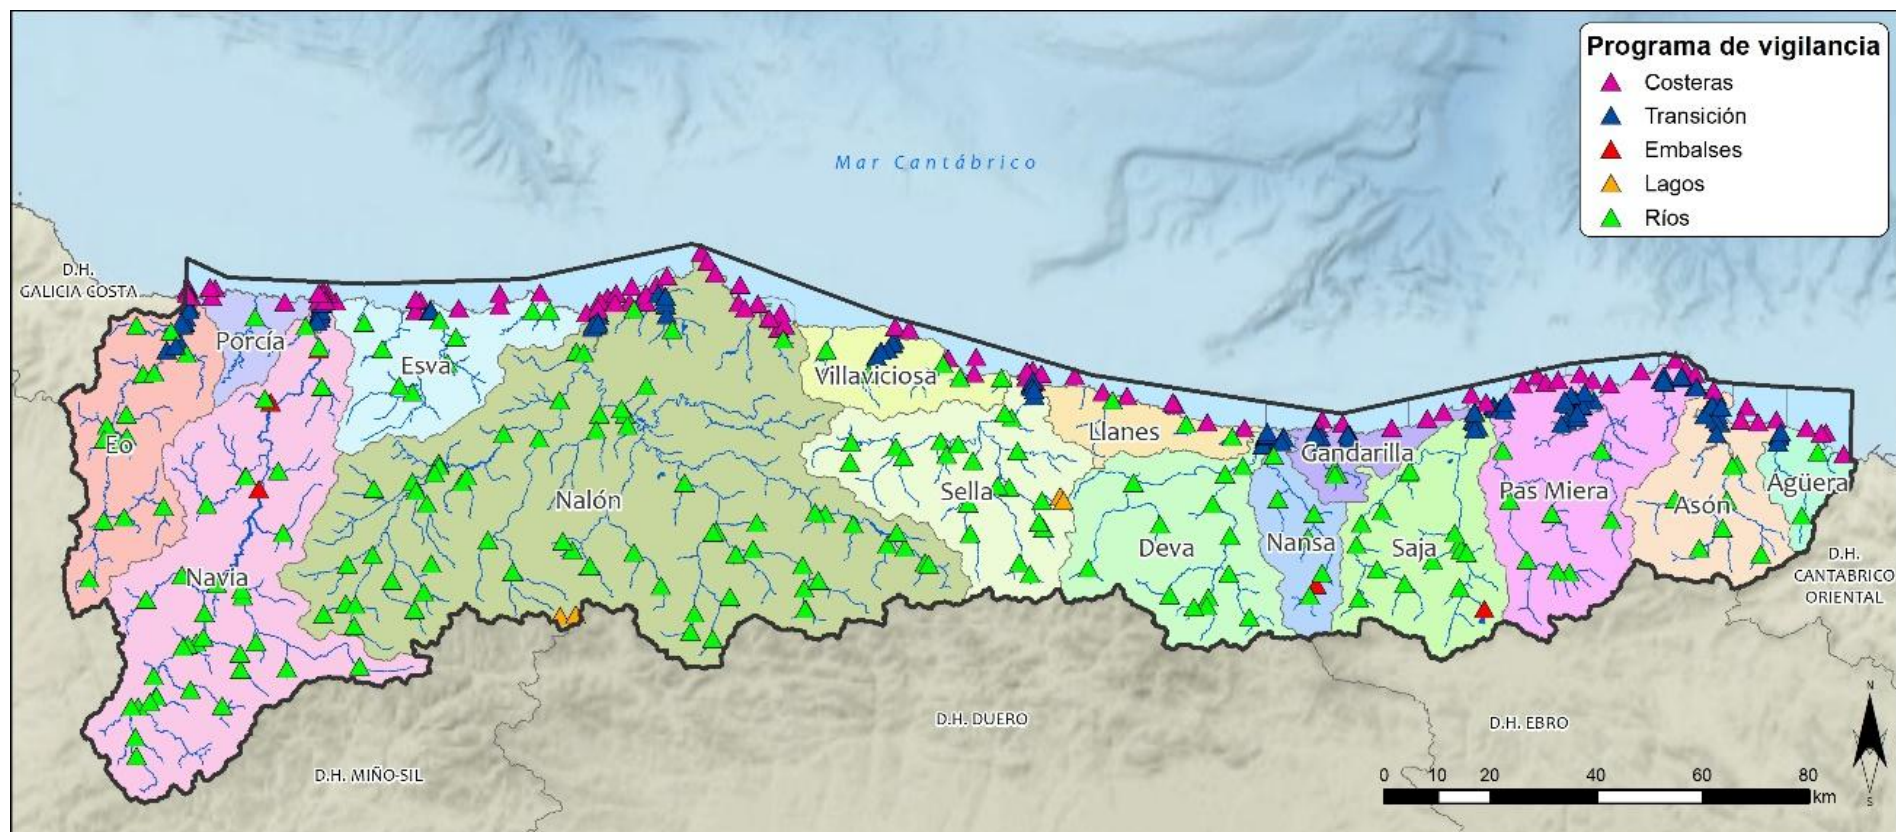 Programa de vigilancia
Costeras
Transición
Embalses
Lagos
Ríos
Mar Cantábrico
D.H.
GALICIA COSTA
Porcía
Esva
Eo
Villaviciosa
Llanes
Gandarilla
Nalón
Sella
Pas Miera
Asón
Agüera
Deva
Nansa
Saja
Navia
D.H.
CANTABRICO
ORIENTAL
D.H. DUERO
D.H. EBRO
D.H. MIÑO-SIL
N
S
0 10 20 40 60 80
km